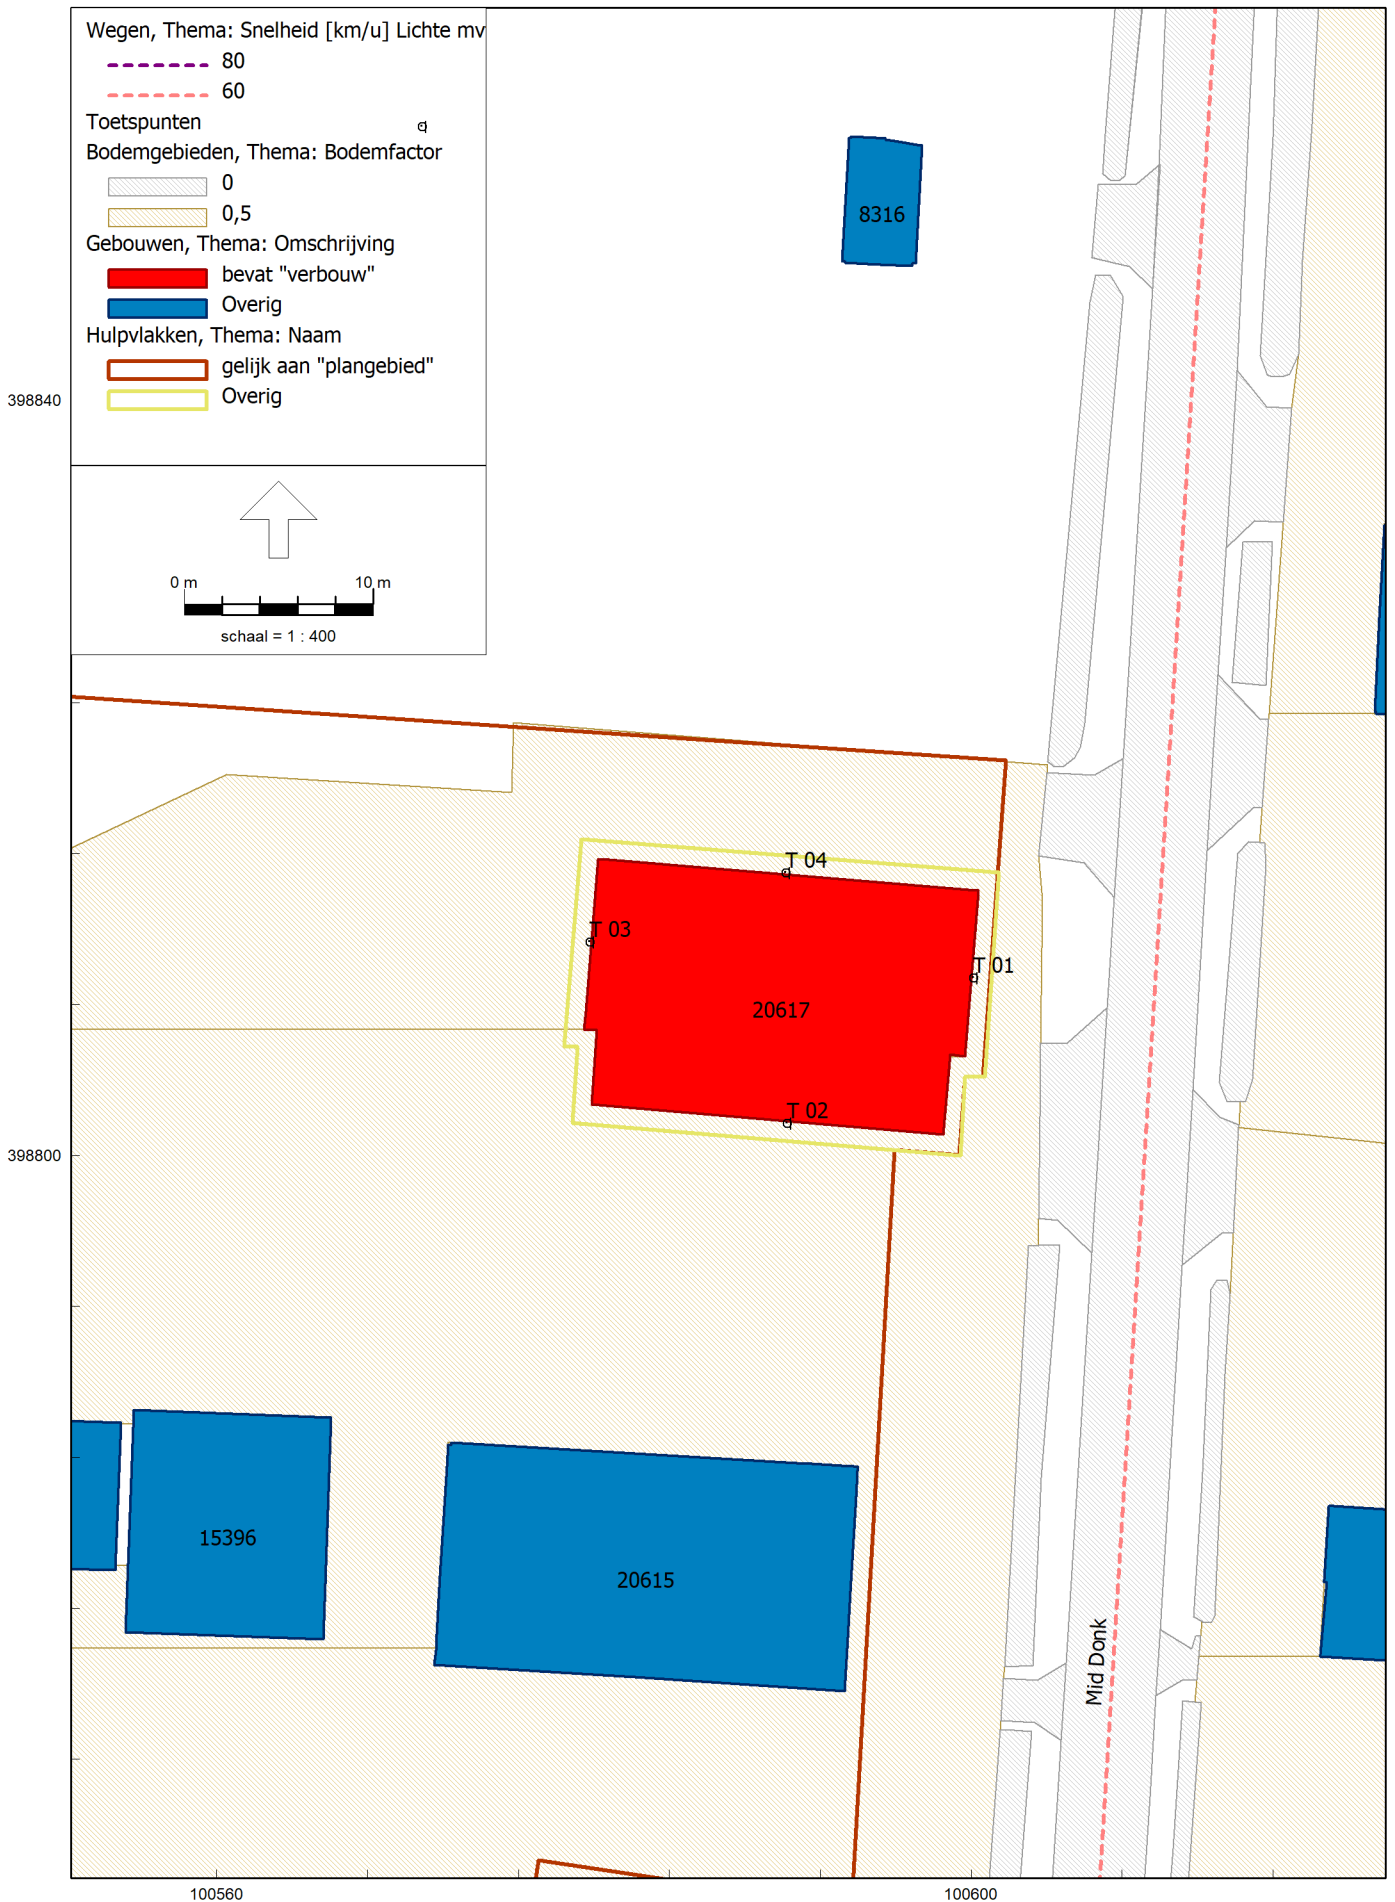 Wegen, Thema: Snelheid [km/u] Lichte mv
80
60
Toetspunten
Bodemgebieden, Thema: Bodemfactor
0
0,5
Gebouwen, Thema: Omschrijving
bevat "verbouw"
Overig
Hulpvlakken, Thema: Naam
gelijk aan "plangebied"
Overig
0 m 10 m
schaal = 1 : 400
8316
398840
T 04
T 03
T 01
20617
T 02
398800
15396
20615
Mid Donk
100560 100600